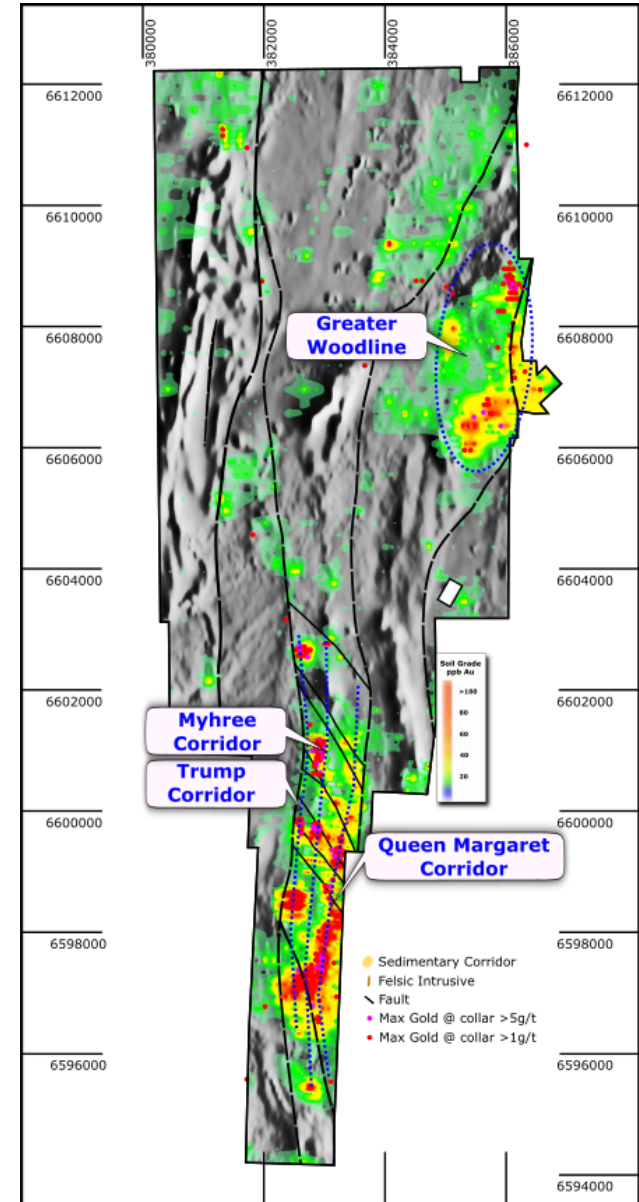 380000
382000
384000
386000
6612000
6612000
6610000
6610000
Greater
Woodline
6608000
6608000
6606000
6606000
6604000
6604000
Soil Grade
ppb Au
>100
80
60
40
20
6602000
6602000
Myhree
Corridor
Trump
Corridor
6600000
6600000
Queen Margaret
Corridor
6598000
6598000
Sedimentary Corridor
Felsic Intrusive
Fault
Max Gold @ collar >5g/t
Max Gold @ collar >1g/t
6596000
6596000
6594000